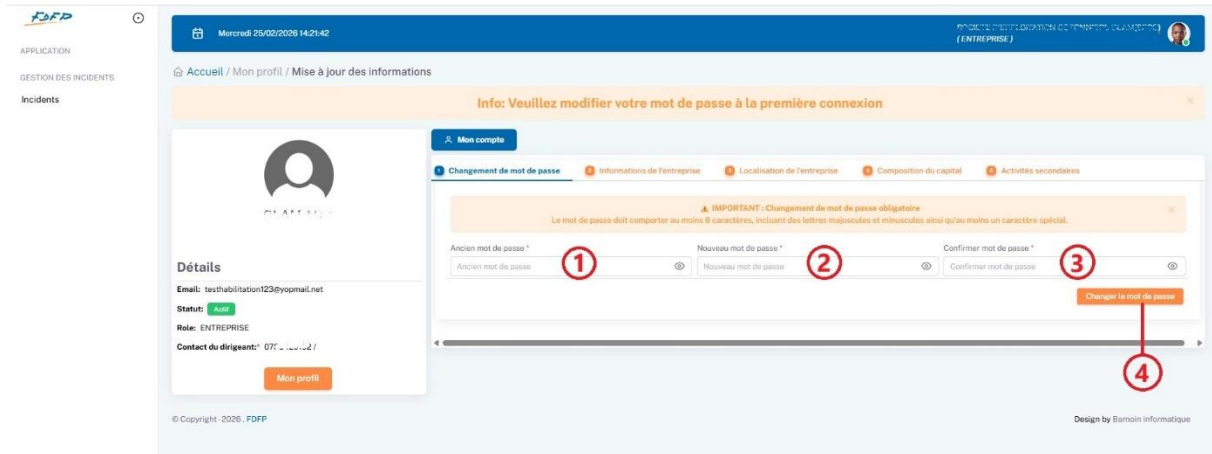 FDFP
Mercredi 25/02/2026 14:21:42
(ENTREPRISE)
APPLICATION
GESTION DES INCIDENTS
Incidents
Accueil / Mon profil / Mise à jour des informations
Info: Veuillez modifier votre mot de passe à la première connexion
Mon compte
1 Changement de mot de passe 2 Informations de l'entreprise 3 Localisation de l'entreprise 4 Composition du capital 5 Activités secondaires
IMPORTANT : Changement de mot de passe obligatoire
Le mot de passe doit comporter au moins 8 caractères, incluant des lettres majuscules et minuscules ainsi qu'au moins un caractère spécial.
Ancien mot de passe * Nouveau mot de passe * Confirmer mot de passe *
Ancien mot de passe 1 Nouveau mot de passe 2 Confirmer mot de passe 3
Changer le mot de passe
4
Détails
Email: testhabilitation123@yopmail.net
Statut: Actif
Role: ENTREPRISE
Contact du dirigeant:*
Mon profil
© Copyright -2026 , FDFP
Design by Barnoin informatique